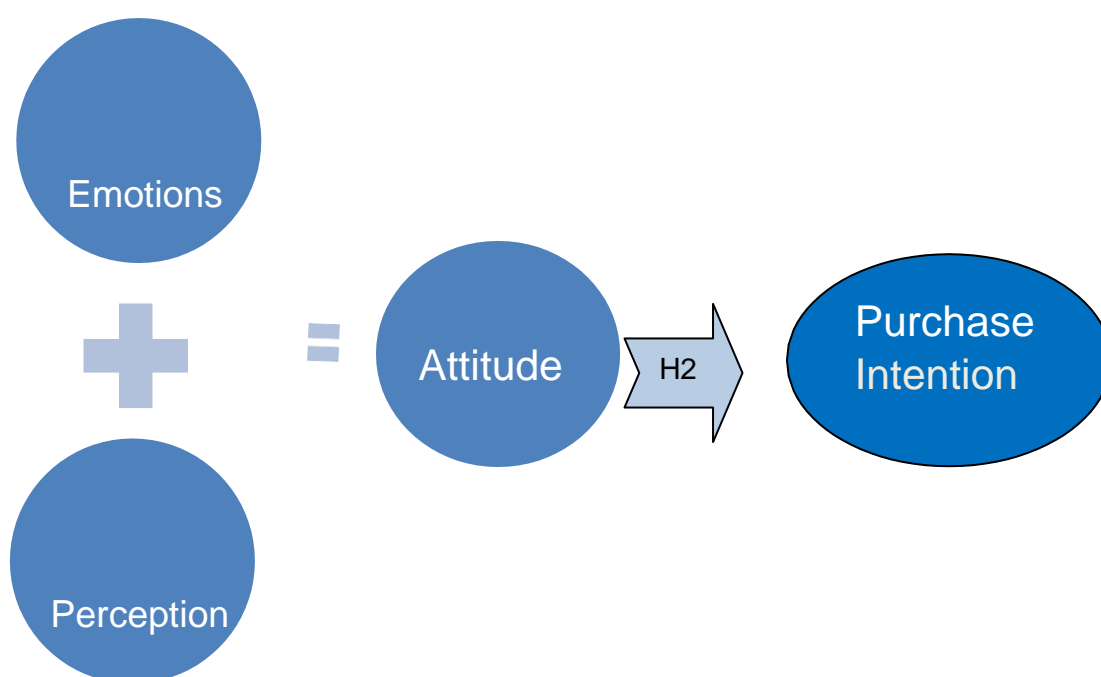 Emotions
Perception
Attitude
H2
Purchase
Intention